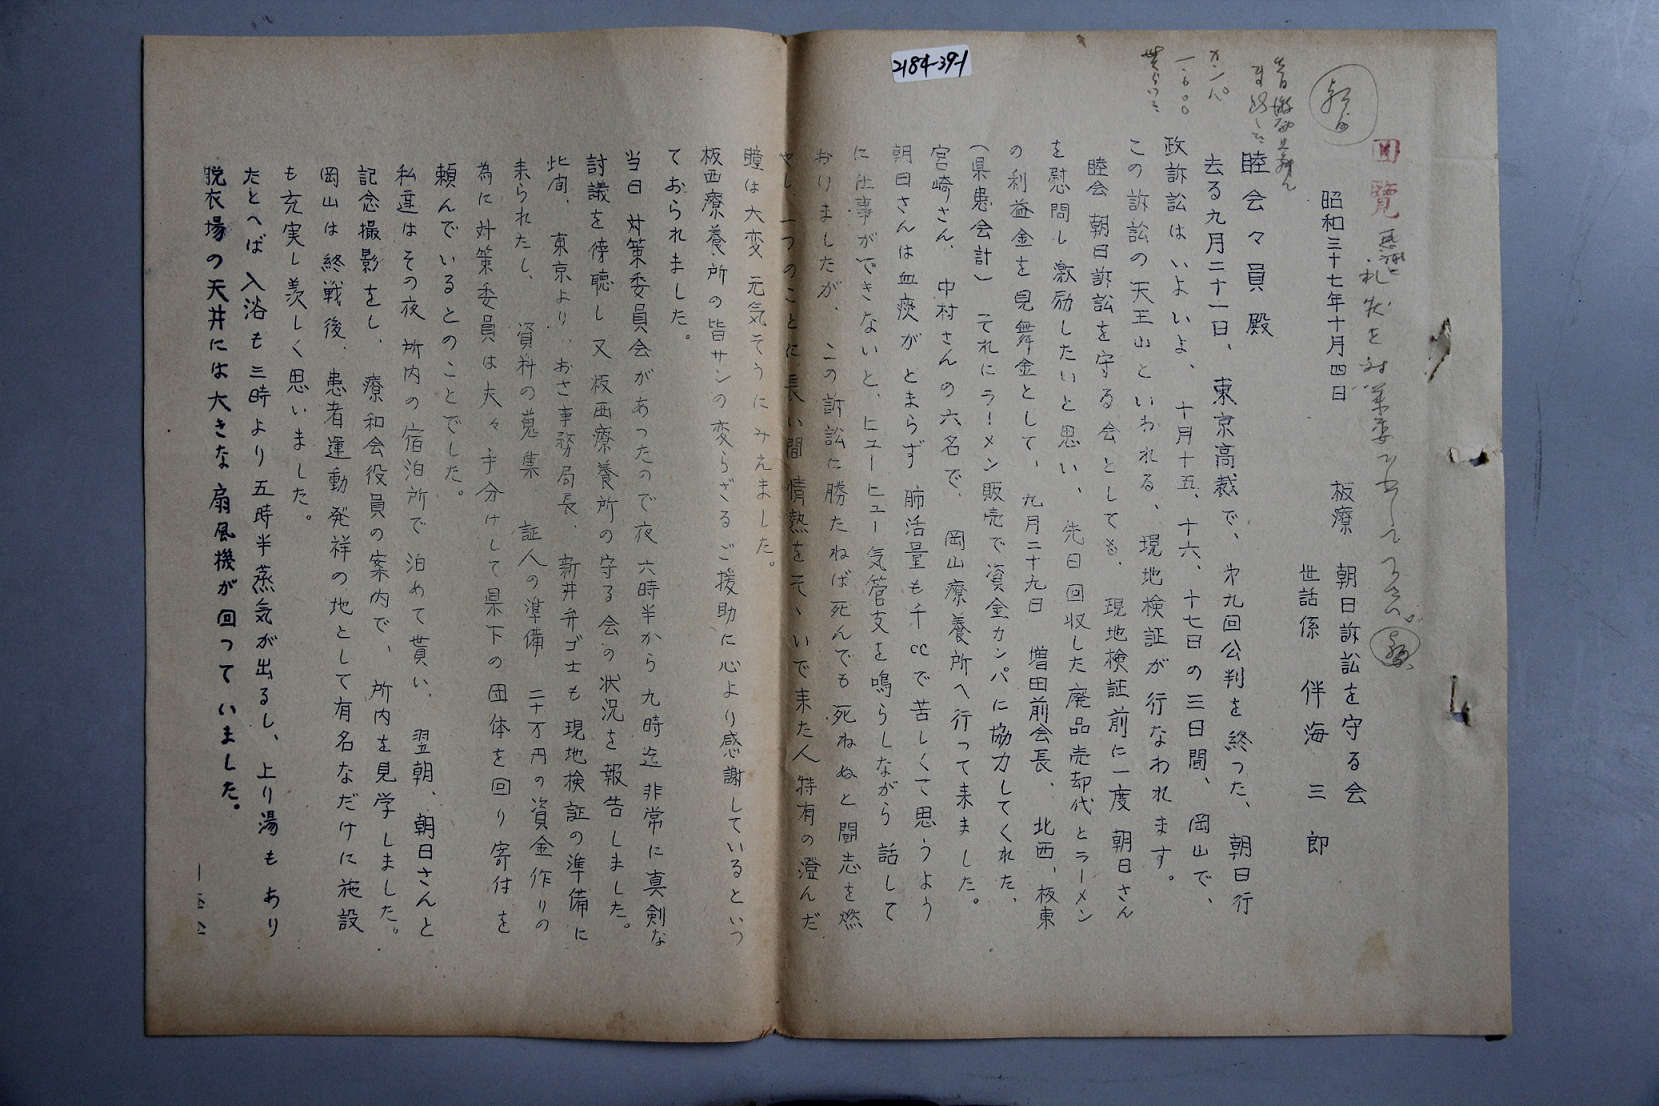 2184-39-1
回覧
礼状を対策委で出して下さい。
カンパ
一、六〇〇
昭和三十七年十月四日
板療 朝日訴訟を守る会
世話係 伴海三郎
睦会々員殿
去る九月二十一日、東京高裁で、第九回公判を終った、朝日行
政訴訟はいよいよ、十月十五、十六、十七日の三日間、岡山で、
この訴訟の天王山といわれる、現地検証が行なわれます。
睦会 朝日訴訟を守る会としても、現地検証前に一度 朝日さん
を慰問し激励したいと思い、先日回収した廃品売却代とラーメン
の利益金を見舞金として、九月二十九日 増田前会長、北西、板東
(県患会計) それにラーメン販売で資金カンパに協力してくれた、
宮崎さん、中村さんの六名で、岡山療養所へ行って来ました。
朝日さんは血痰が とまらず 肺活量も千ccで苦しくさ思うよう
に仕事ができないと、ヒューヒュー気管支を鳴らしながら 話して
おけましたが、この訴訟に勝たねば死んでも 死ねぬと闘志を燃
やし、一つのことに長い間 情熱をそゝいで来た人 特有の澄んだ
瞳は大変 元気そうにみえました。
板西療養所の皆サンの変らざるご援助に心より感謝しているといつ
ておられました。
当日 対策委員会があつたので夜 六時半から 九時迄 非常に真剣な
討議を傍聴し 又 板西療養所の守る会の状況を報告しました。
此間、東京より、おさ事務局長、新井弁ゴ士も 現地検証の準備に
来られたし、資料の蒐集 証人の準備 二十万円の資金作りの
為に対策委員は夫々手分けして県下の団体を回り寄付を
頼んでいるとのことでした。
私達はその夜 所内の宿泊所で 泊めて貰い、翌朝、朝日さんと
記念撮影をし、療和会役員の案内で、所内を見学しました。
岡山は終戦後、患者運動発祥の地として有名なだけに施設
も充実し羨しく思いました。
たとへば 入浴も三時より五時半蒸気が出るし、上り湯もあり
脱衣場の天井には大きな扇風機が回っていました。